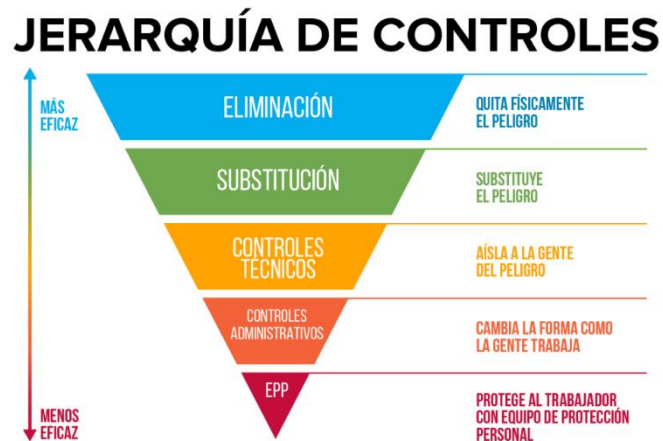 JERARQUÍA DE CONTROLES
MÁS
EFICAZ
ELIMINACIÓN
QUITA FÍSICAMENTE
EL PELIGRO
SUBSTITUCIÓN
SUBSTITUYE
EL PELIGRO
CONTROLES
TÉCNICOS
AÍSLA A LA GENTE
DEL PELIGRO
CONTROLES
ADMINISTRATIVOS
CAMBIA LA FORMA COMO
LA GENTE TRABAJA
EPP
PROTEGE AL TRABAJADOR
CON EQUIPO DE PROTECCIÓN
PERSONAL
MENOS
EFICAZ